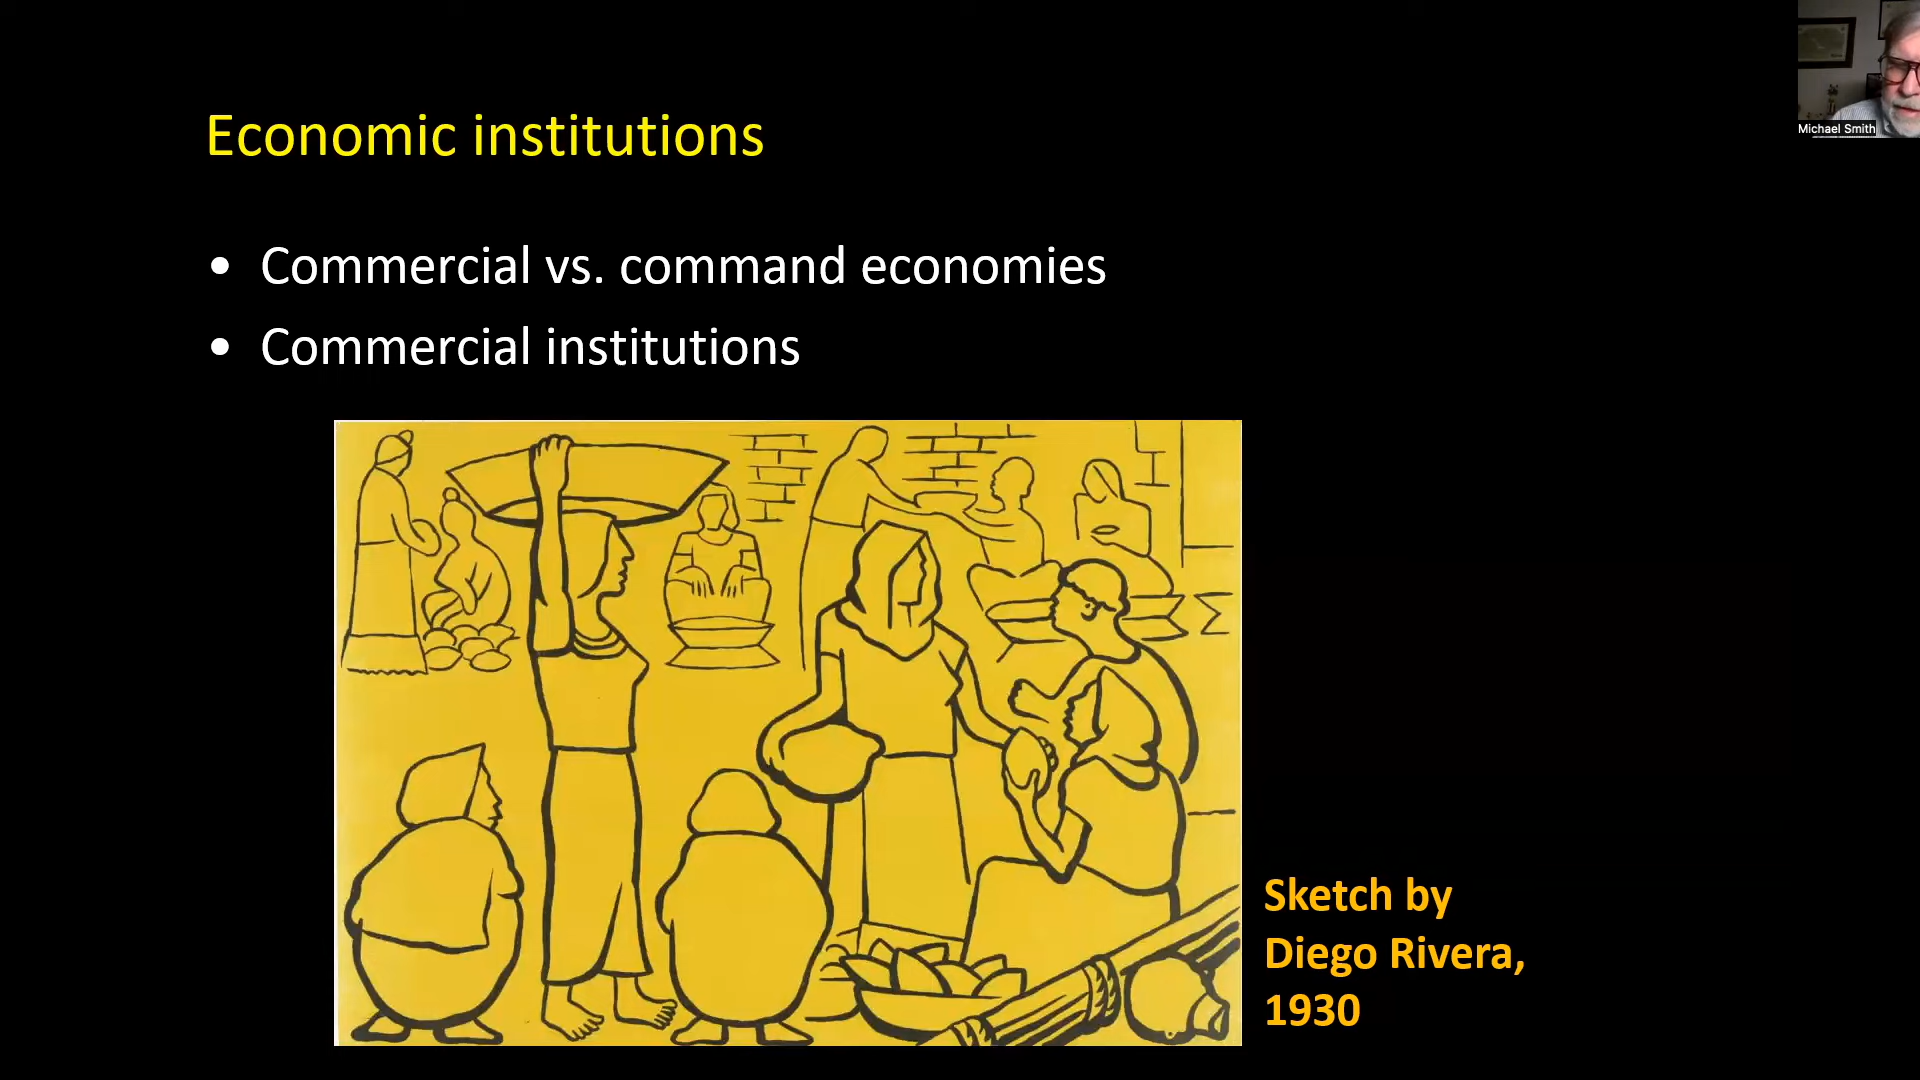 Economic institutions
• Commercial vs. command economies
• Commercial institutions
Sketch by
Diego Rivera,
1930
Michael Smith